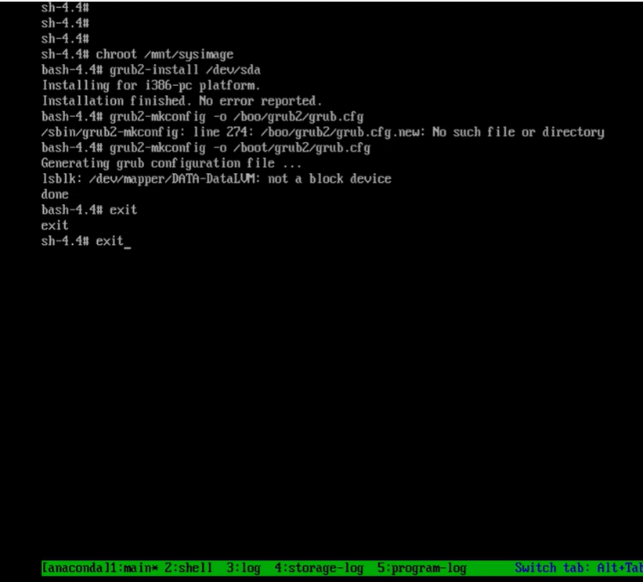 sh-4.4#
sh-4.4#
sh-4.4#
sh-4.4# chroot /mnt/sysimage
bash-4.4# grub2-install /dev/sda
Installing for i386-pc platform.
Installation finished. No error reported.
bash-4.4# grub2-mkconfig -o /boo/grub2/grub.cfg
/sbin/grub2-mkconfig: line 274: /boo/grub2/grub.cfg.new: No such file or directory
bash-4.4# grub2-mkconfig -o /boot/grub2/grub.cfg
Generating grub configuration file ...
lsblk: /dev/mapper/DATA-DataLVM: not a block device
done
bash-4.4# exit
exit
sh-4.4# exit_
[anaconda]1:main* 2:shell  3:log  4:storage-log  5:program-log      Switch tab: Alt+Tab